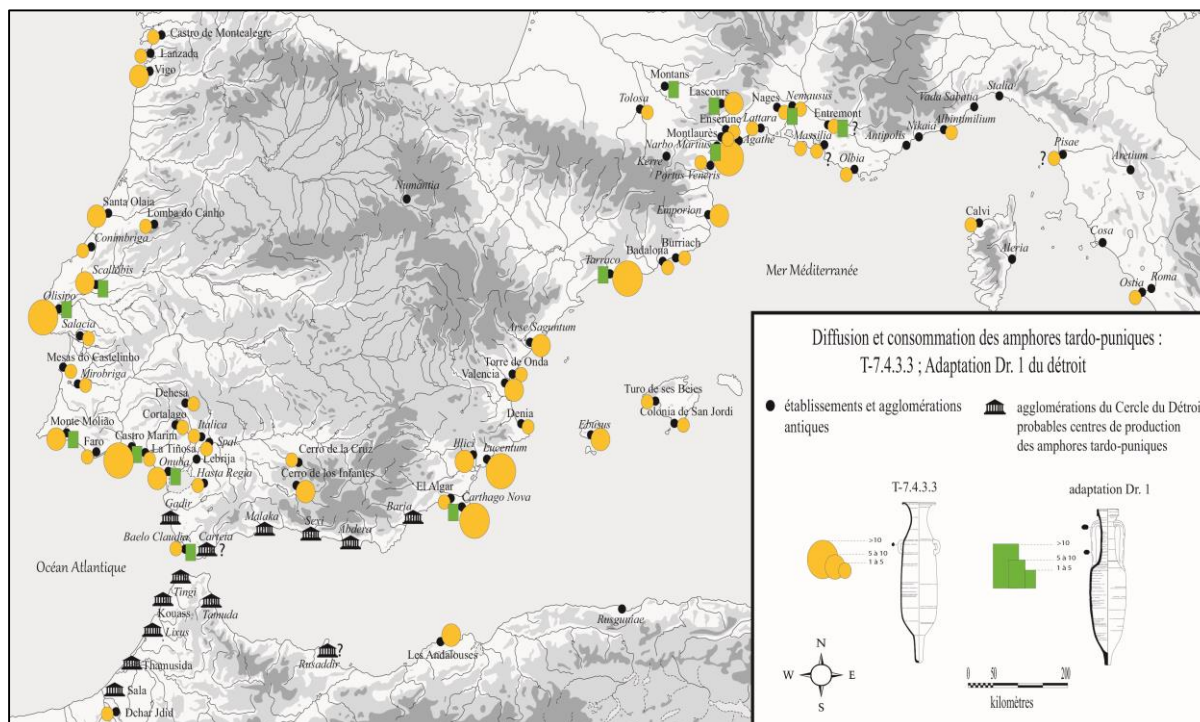 Castro de Montealegre
Lanzada
Vigo
Santa Olaia
Lomba do Canho
Conimbriga
Scallabis
Olisipo
Salacia
Mesas do Castelinho
Mirobriga
Monte Molião
Faro
Castro Marim
La Tiñosa
Onuba
Dehesa
Cortalago
Italica
Spal
Lebrija
Hasta Regia
Gadir
Baelo Claudia
Carteia
?
Cerro de la Cruz
Cerro de los Infantes
Malaka
Sexi
Abdera
Baria
El Algar
Carthago Nova
Illici
Lucentum
Denia
Valencia
Torre de Onda
Arse Saguntum
Numantia
Tarraco
Badalona
Burriach
Emporion
Kerre
Portus Veneris
Narbo Martius
Montlaurès
Enserune
Agathe
Lascours
Montans
Tolosa
Lattara
Nages
Nemausus
Entremont
?
Massilia
?
Olbia
Antipolis
Nikaia
Albintimilium
Vada Sabatia
Stalia
?
Pisae
Aretium
Cosa
Roma
Ostia
Calvi
Aleria
Mer Méditerranée
Turo de ses Beies
Colonia de San Jordi
Ebusus
Océan Atlantique
Tingi
Kouass
Tamuda
Lixus
Thamusida
Sala
Dchar Jdid
Rusaddir
?
Les Andalouses
Rusguniae
Diffusion et consommation des amphores tardo-puniques :
T-7.4.3.3 ; Adaptation Dr. 1 du détroit
établissements et agglomérations
antiques
agglomérations du Cercle du Détroit
probables centres de production
des amphores tardo-puniques
T-7.4.3.3
>10
5 à 10
1 à 5
adaptation Dr. 1
>10
5 à 10
1 à 5
N
W E
S
0 50 100 200
kilomètres